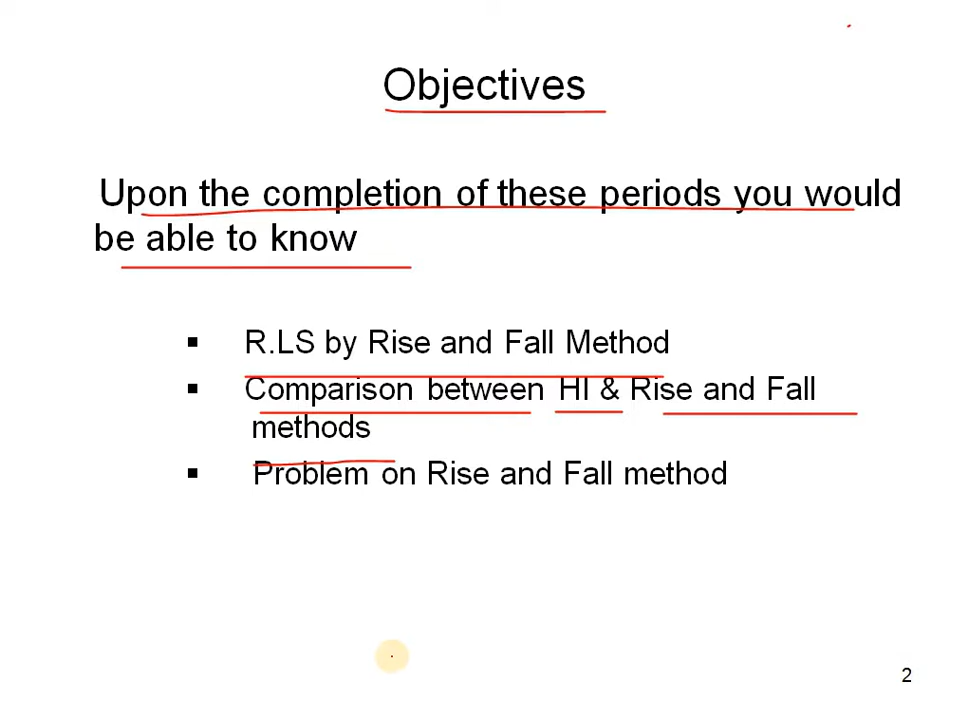 Objectives
Upon the completion of these periods you would
be able to know
▪ R.LS by Rise and Fall Method
▪ Comparison between HI & Rise and Fall
methods
▪ Problem on Rise and Fall method
2